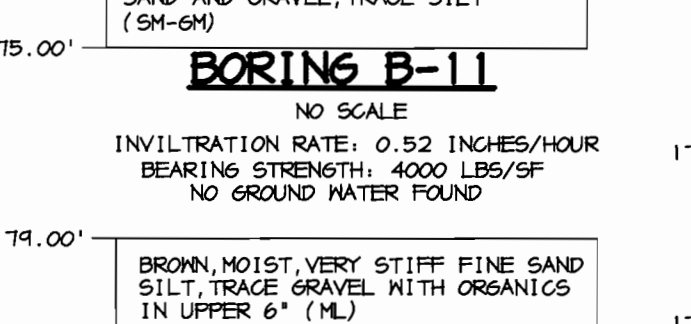 SAND AND GRAVEL, TRACE SILT
(SM-GM)
75.00'
BORING B-11
NO SCALE
INVILTRATION RATE: 0.52 INCHES/HOUR
BEARING STRENGTH: 4000 LBS/SF
NO GROUND WATER FOUND
79.00'
BROWN, MOIST, VERY STIFF FINE SAND
SILT, TRACE GRAVEL WITH ORGANICS
IN UPPER 6" (ML)